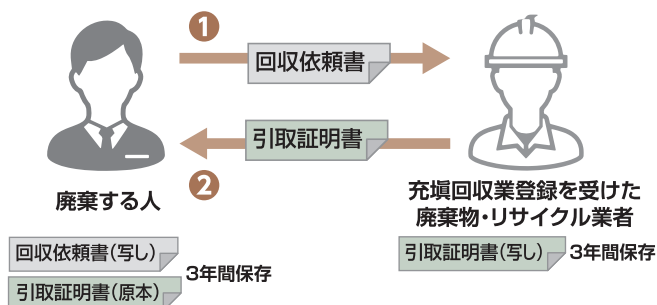 1
回収依頼書
引取証明書
2
廃棄する人
充塡回収業登録を受けた
廃棄物・リサイクル業者
回収依頼書(写し)
引取証明書(原本)
3年間保存
引取証明書(写し)
3年間保存